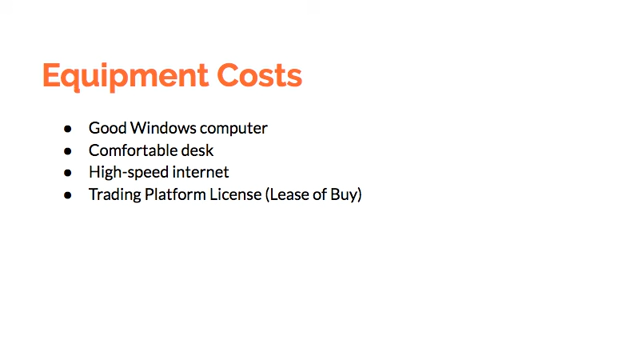 Equipment Costs
● Good Windows computer
● Comfortable desk
● High-speed internet
● Trading Platform License (Lease of Buy)